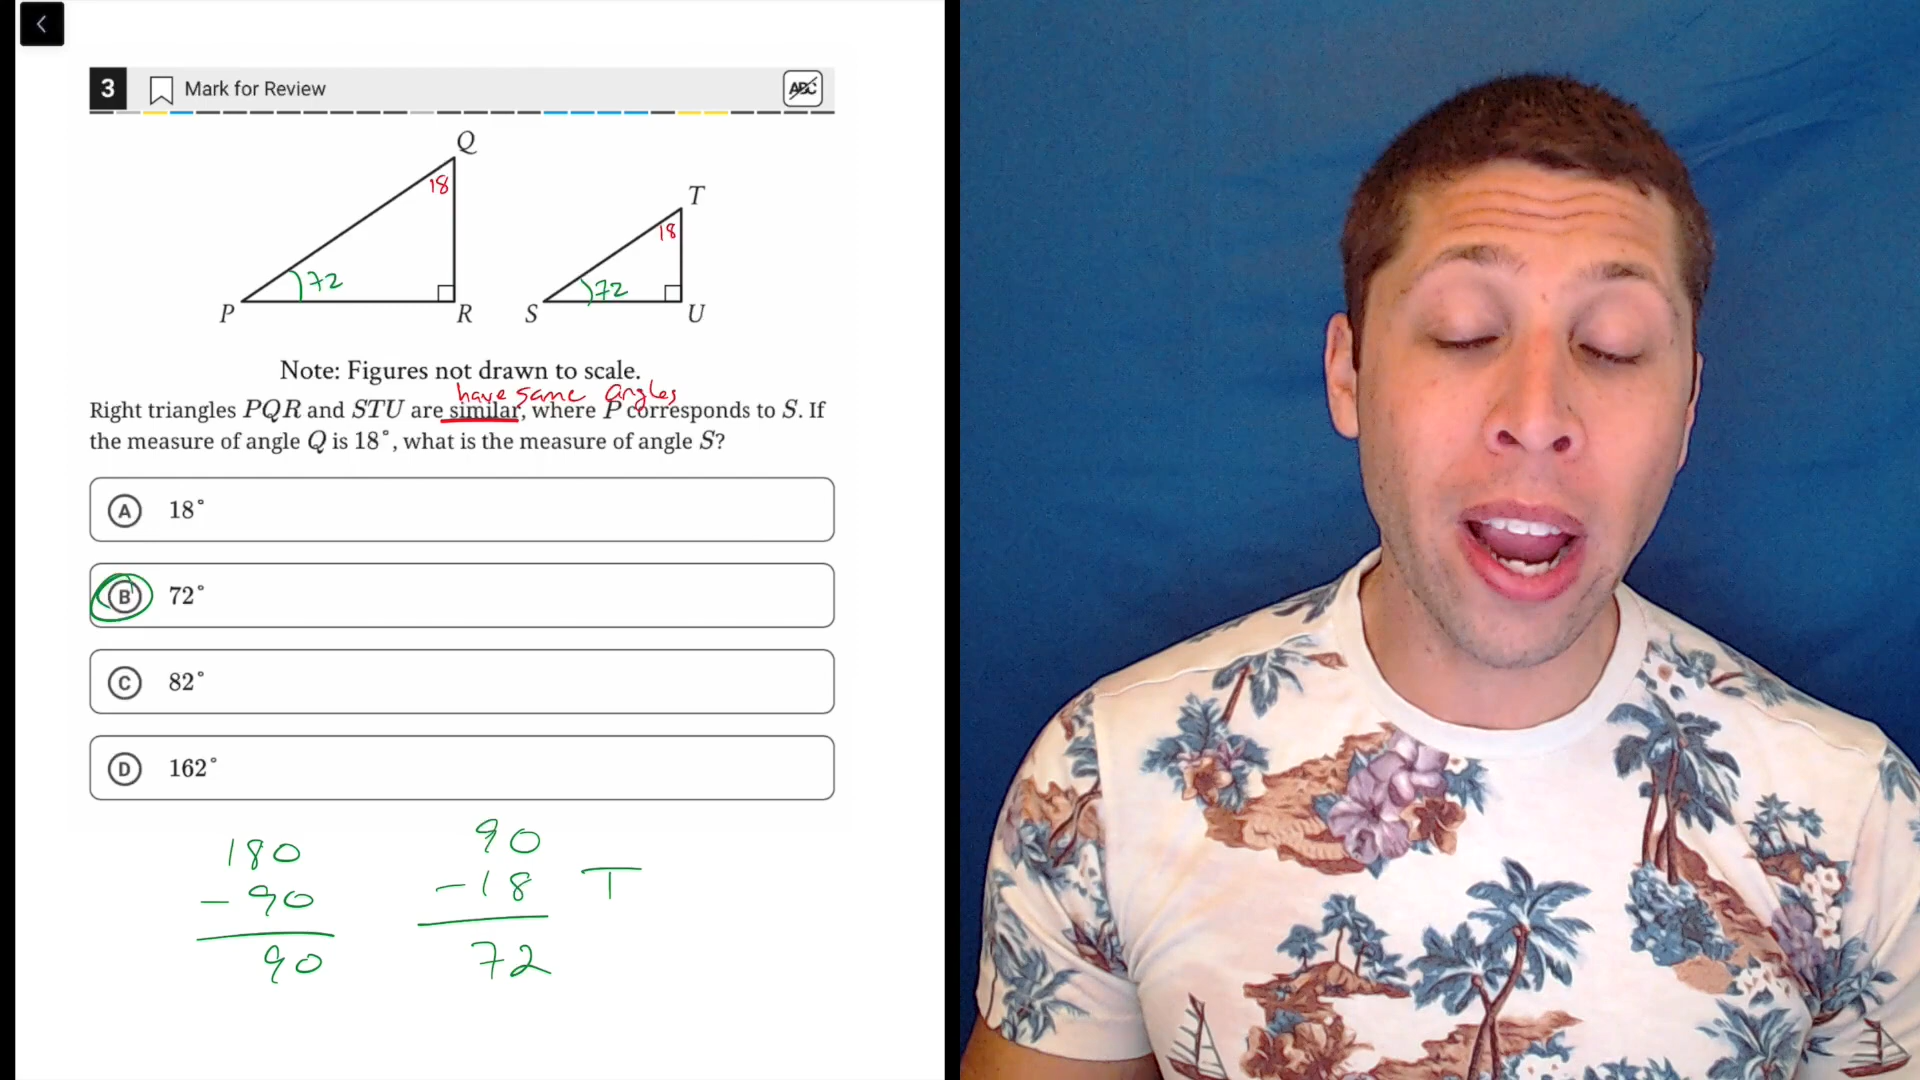 3 Mark for Review ABC
Q
18
T
18
72
72
P R S U
Note: Figures not drawn to scale.
have same angles
Right triangles PQR and STU are similar, where P corresponds to S. If
the measure of angle Q is 18°, what is the measure of angle S?
A 18°
B 72°
C 82°
D 162°
180
- 90
90
90
- 18 T
72